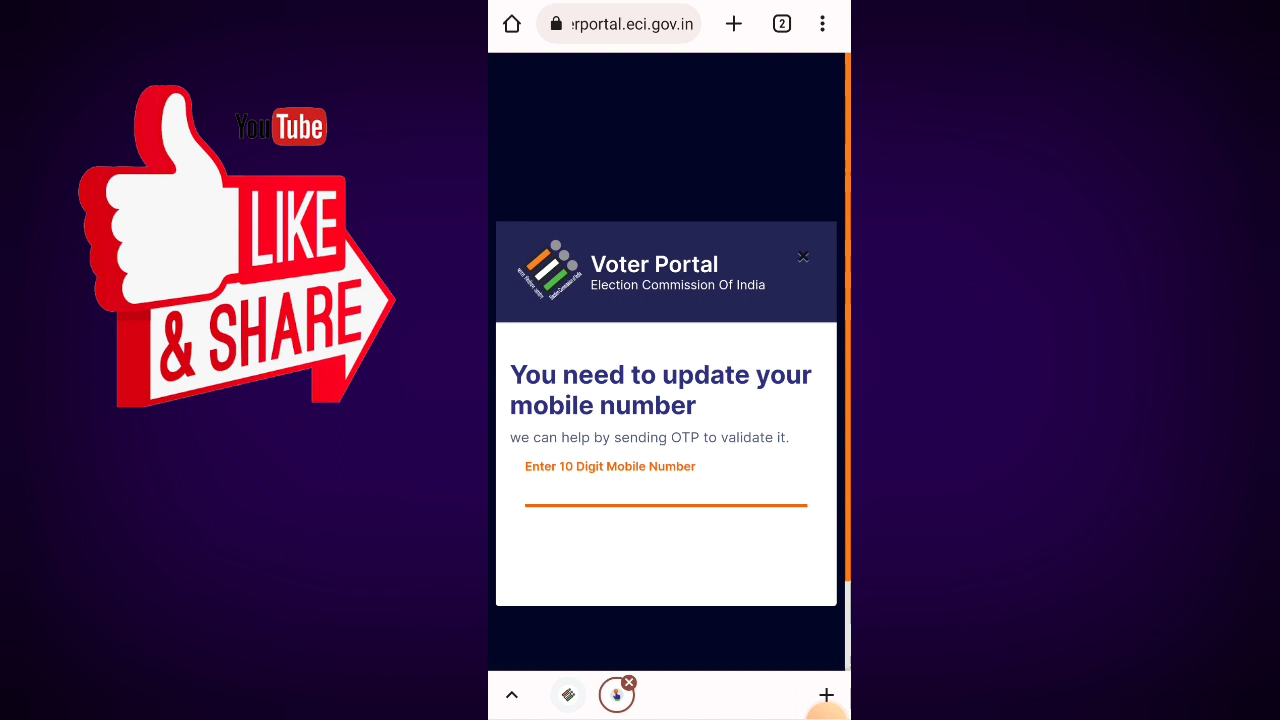 YouTube
LIKE
& SHARE
erportal.eci.gov.in
2
Voter Portal
Election Commission Of India
You need to update your
mobile number
we can help by sending OTP to validate it.
Enter 10 Digit Mobile Number